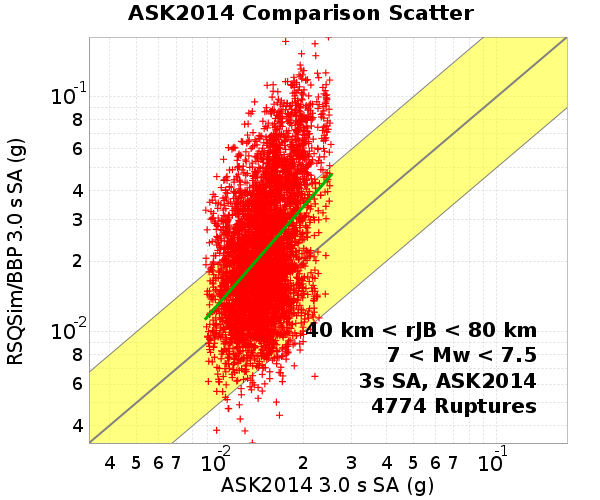 ASK2014 Comparison Scatter
RSQSim/BBP 3.0 s SA (g)
10-1
8
6
4
3
2
10-2
8
6
4
40 km < rJB < 80 km
7 < Mw < 7.5
3s SA, ASK2014
4774 Ruptures
4 5 6 7 10-2 2 3 4 5 6 7 10-1
ASK2014 3.0 s SA (g)